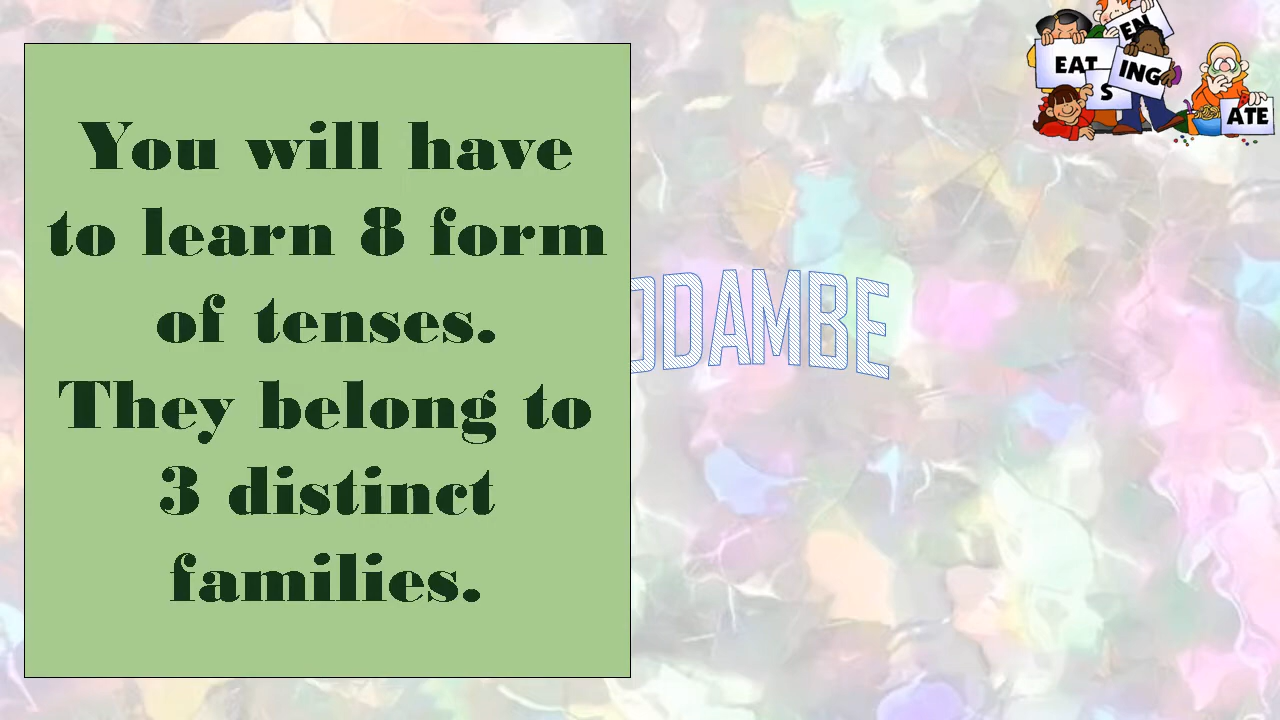 You will have
to learn 8 form
of tenses.
They belong to
3 distinct
families.
EN
EAT
ING
S
ATE